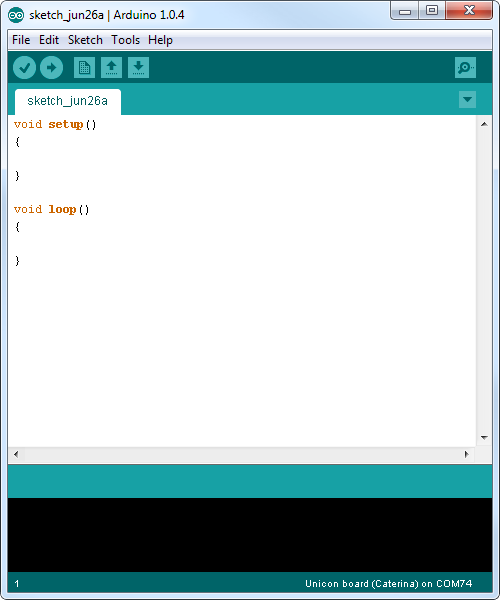 sketch_jun26a | Arduino 1.0.4
File Edit Sketch Tools Help
sketch_jun26a
void setup()
{
}
void loop()
{
}
1 Unicon board (Caterina) on COM74